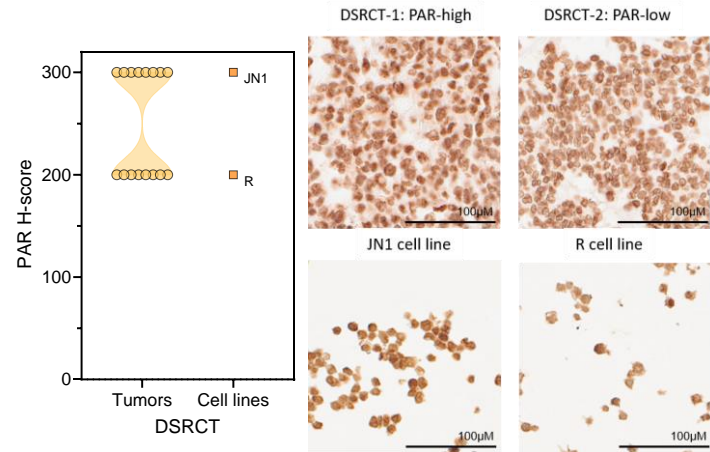 DSRCT-1: PAR-high
DSRCT-2: PAR-low
PAR H-score
300
200
100
0
JN1
R
Tumors
Cell lines
DSRCT
100µM
100µM
JN1 cell line
R cell line
100µM
100µM